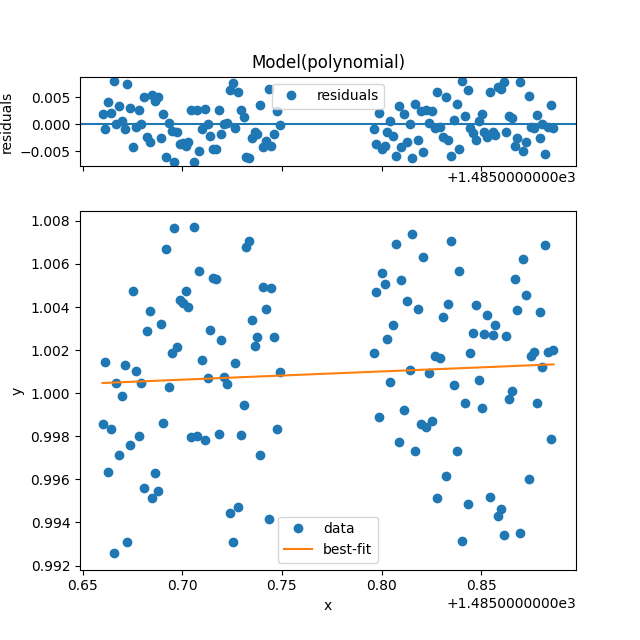 Model(polynomial)
residuals
0.005
0.000
−0.005
residuals
+1.4850000000e3
1.008
1.006
1.004
1.002
1.000
0.998
0.996
0.994
0.992
y
data
best-fit
0.65
0.70
0.75
0.80
0.85
x
+1.4850000000e3